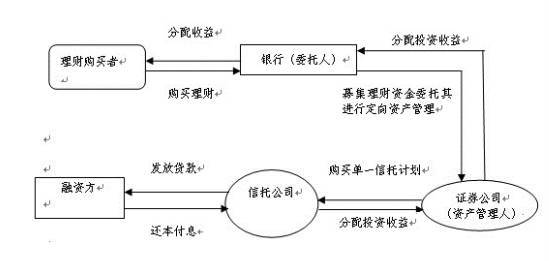 分配收益
分配投资收益
理财购买者
银行（委托人）
购买理财
募集理财资金委托其
进行定向资产管理
发放贷款
购买单一信托计划
融资方
信托公司
证券公司
（资产管理人）
还本付息
分配投资收益